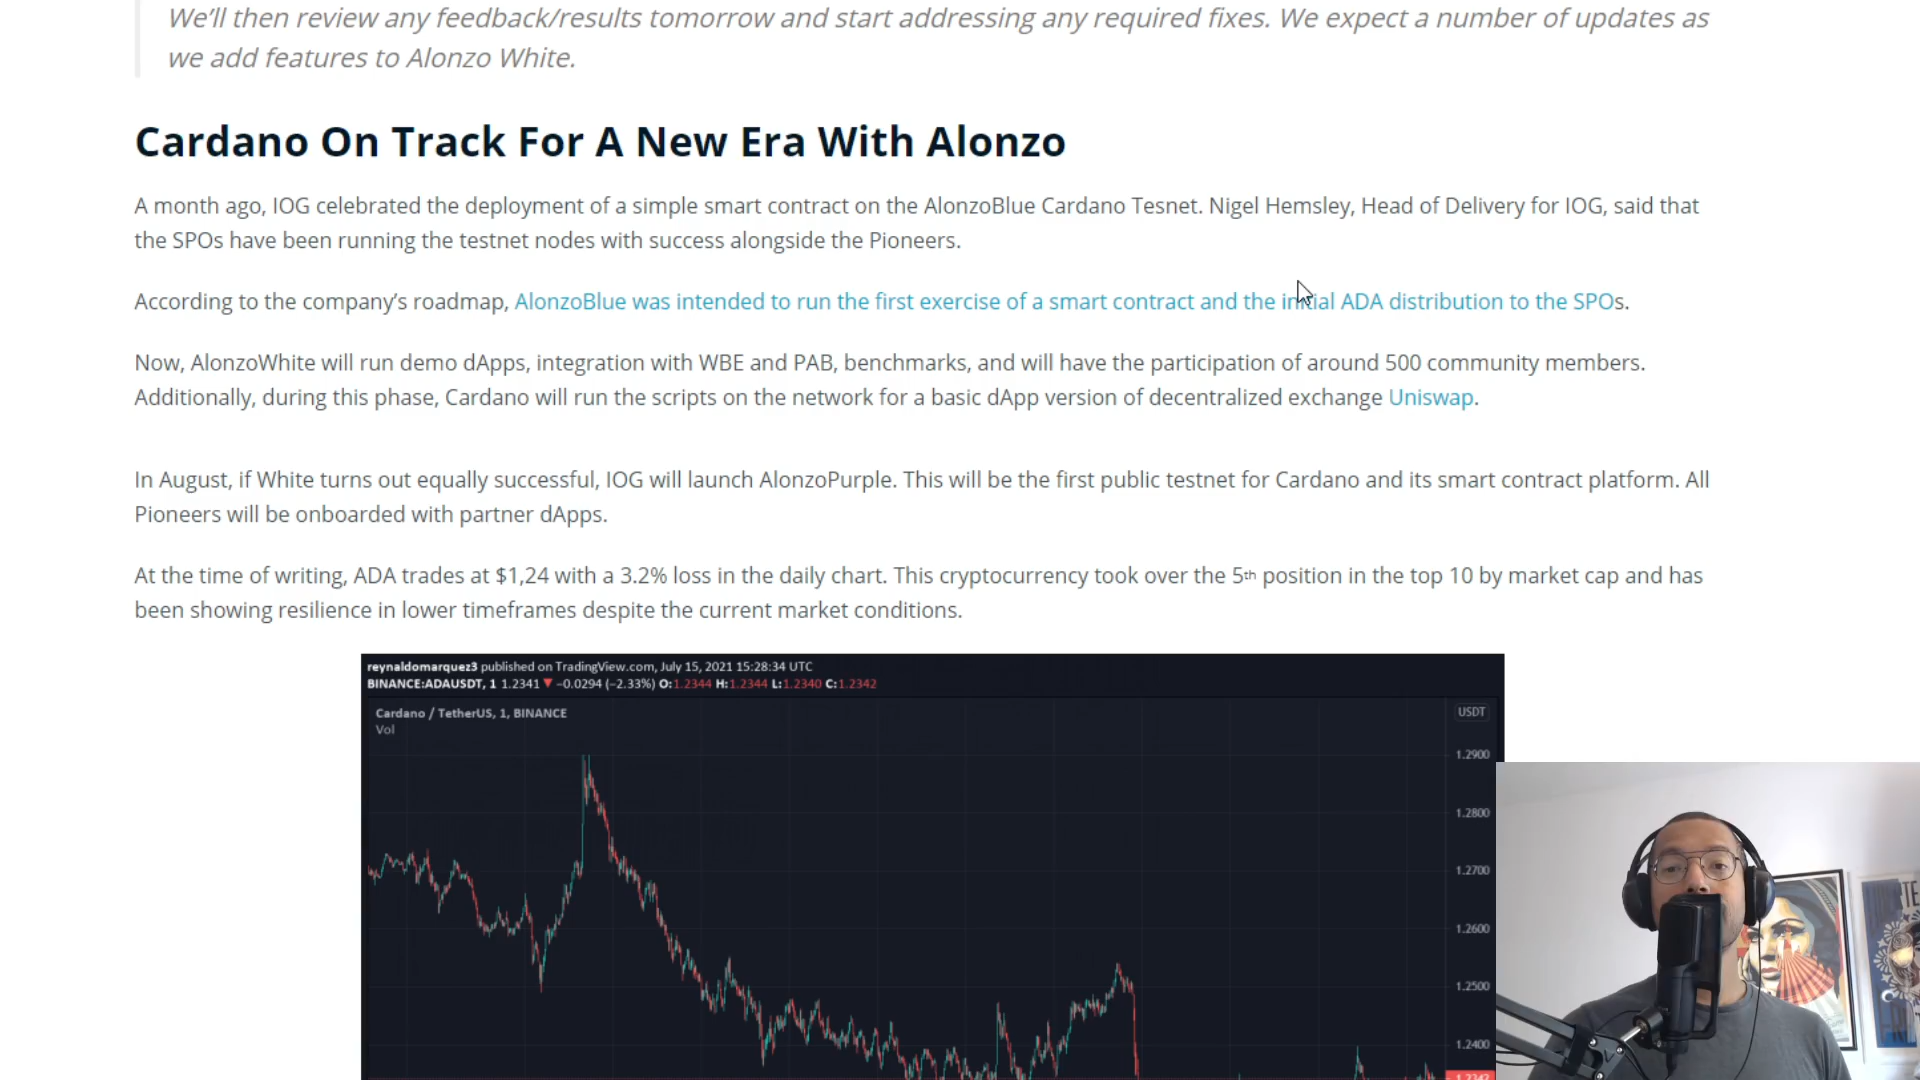 We’ll then review any feedback/results tomorrow and start addressing any required fixes. We expect a number of updates as
we add features to Alonzo White.
Cardano On Track For A New Era With Alonzo
A month ago, IOG celebrated the deployment of a simple smart contract on the AlonzoBlue Cardano Tesnet. Nigel Hemsley, Head of Delivery for IOG, said that
the SPOs have been running the testnet nodes with success alongside the Pioneers.
According to the company’s roadmap, AlonzoBlue was intended to run the first exercise of a smart contract and the initial ADA distribution to the SPOs.
Now, AlonzoWhite will run demo dApps, integration with WBE and PAB, benchmarks, and will have the participation of around 500 community members.
Additionally, during this phase, Cardano will run the scripts on the network for a basic dApp version of decentralized exchange Uniswap.
In August, if White turns out equally successful, IOG will launch AlonzoPurple. This will be the first public testnet for Cardano and its smart contract platform. All
Pioneers will be onboarded with partner dApps.
At the time of writing, ADA trades at $1,24 with a 3.2% loss in the daily chart. This cryptocurrency took over the 5th position in the top 10 by market cap and has
been showing resilience in lower timeframes despite the current market conditions.
reynaldomarquez3 published on TradingView.com, July 15, 2021 15:28:34 UTC
BINANCE:ADAUSDT, 1 1.2341 ▼ −0.0294 (−2.33%) O:1.2344 H:1.2344 L:1.2340 C:1.2342
Cardano / TetherUS, 1, BINANCE
Vol
USDT
1.2900
1.2800
1.2700
1.2600
1.2500
1.2400